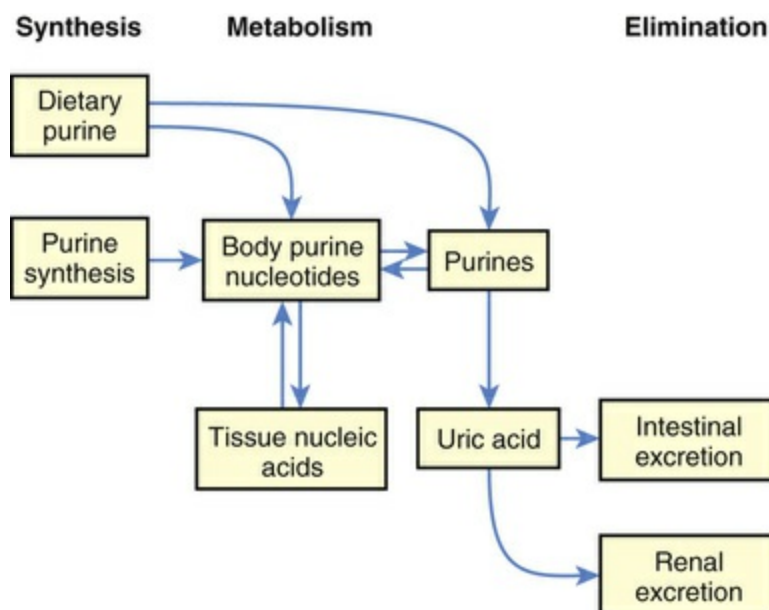 Synthesis
Metabolism
Elimination
Dietary
purine
Purine
synthesis
Body purine
nucleotides
Purines
Tissue nucleic
acids
Uric acid
Intestinal
excretion
Renal
excretion